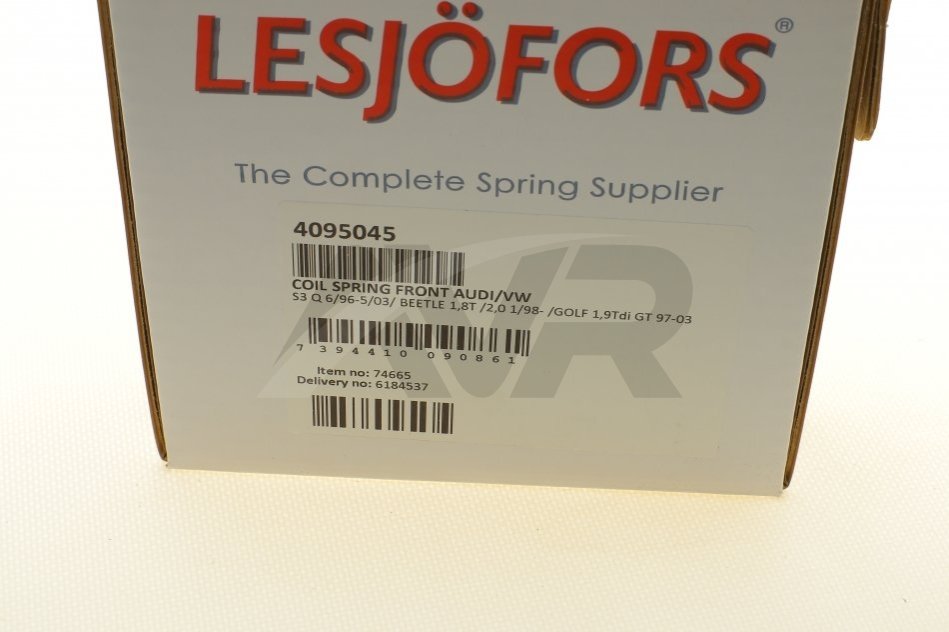 LESJÖFORS®
The Complete Spring Supplier
4095045
COIL SPRING FRONT AUDI/VW
S3 Q 6/96-5/03/ BEETLE 1,8T /2,0 1/98- /GOLF 1,9Tdi GT 97-03
7 394410 090861
Item no: 74665
Delivery no: 6184537
AVR